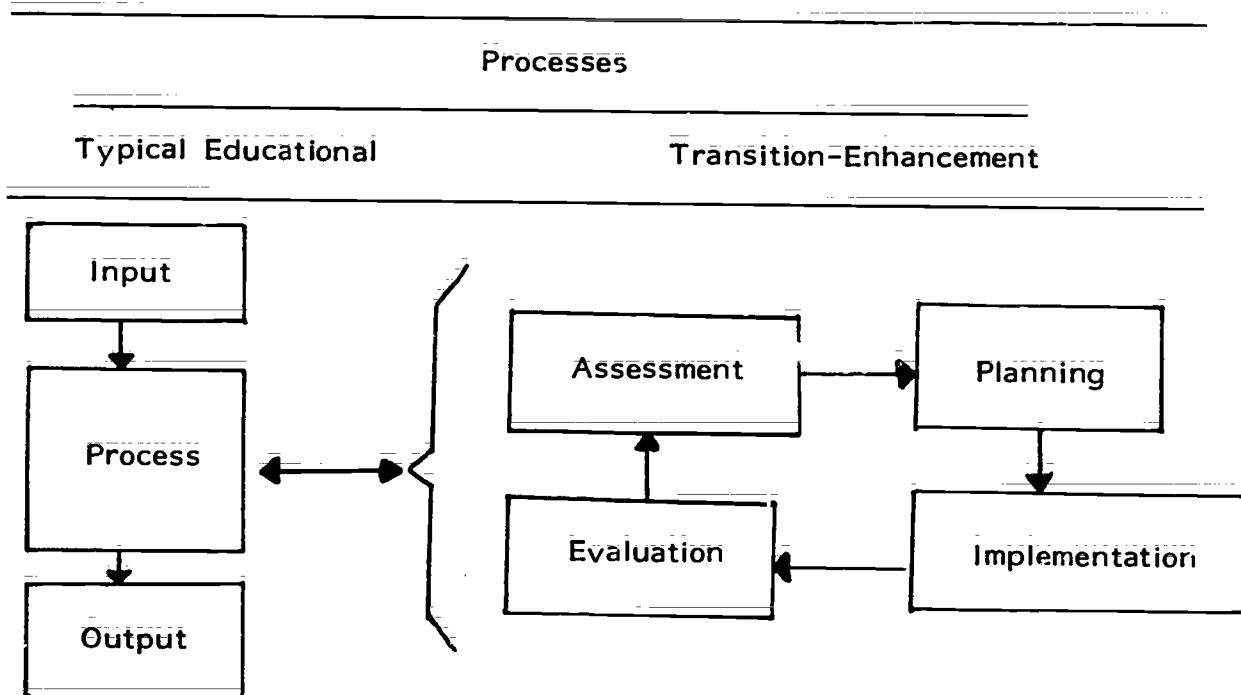 Processes
Typical Educational
Transition-Enhancement
Input
Process
Output
Assessment
Planning
Evaluation
Implementation